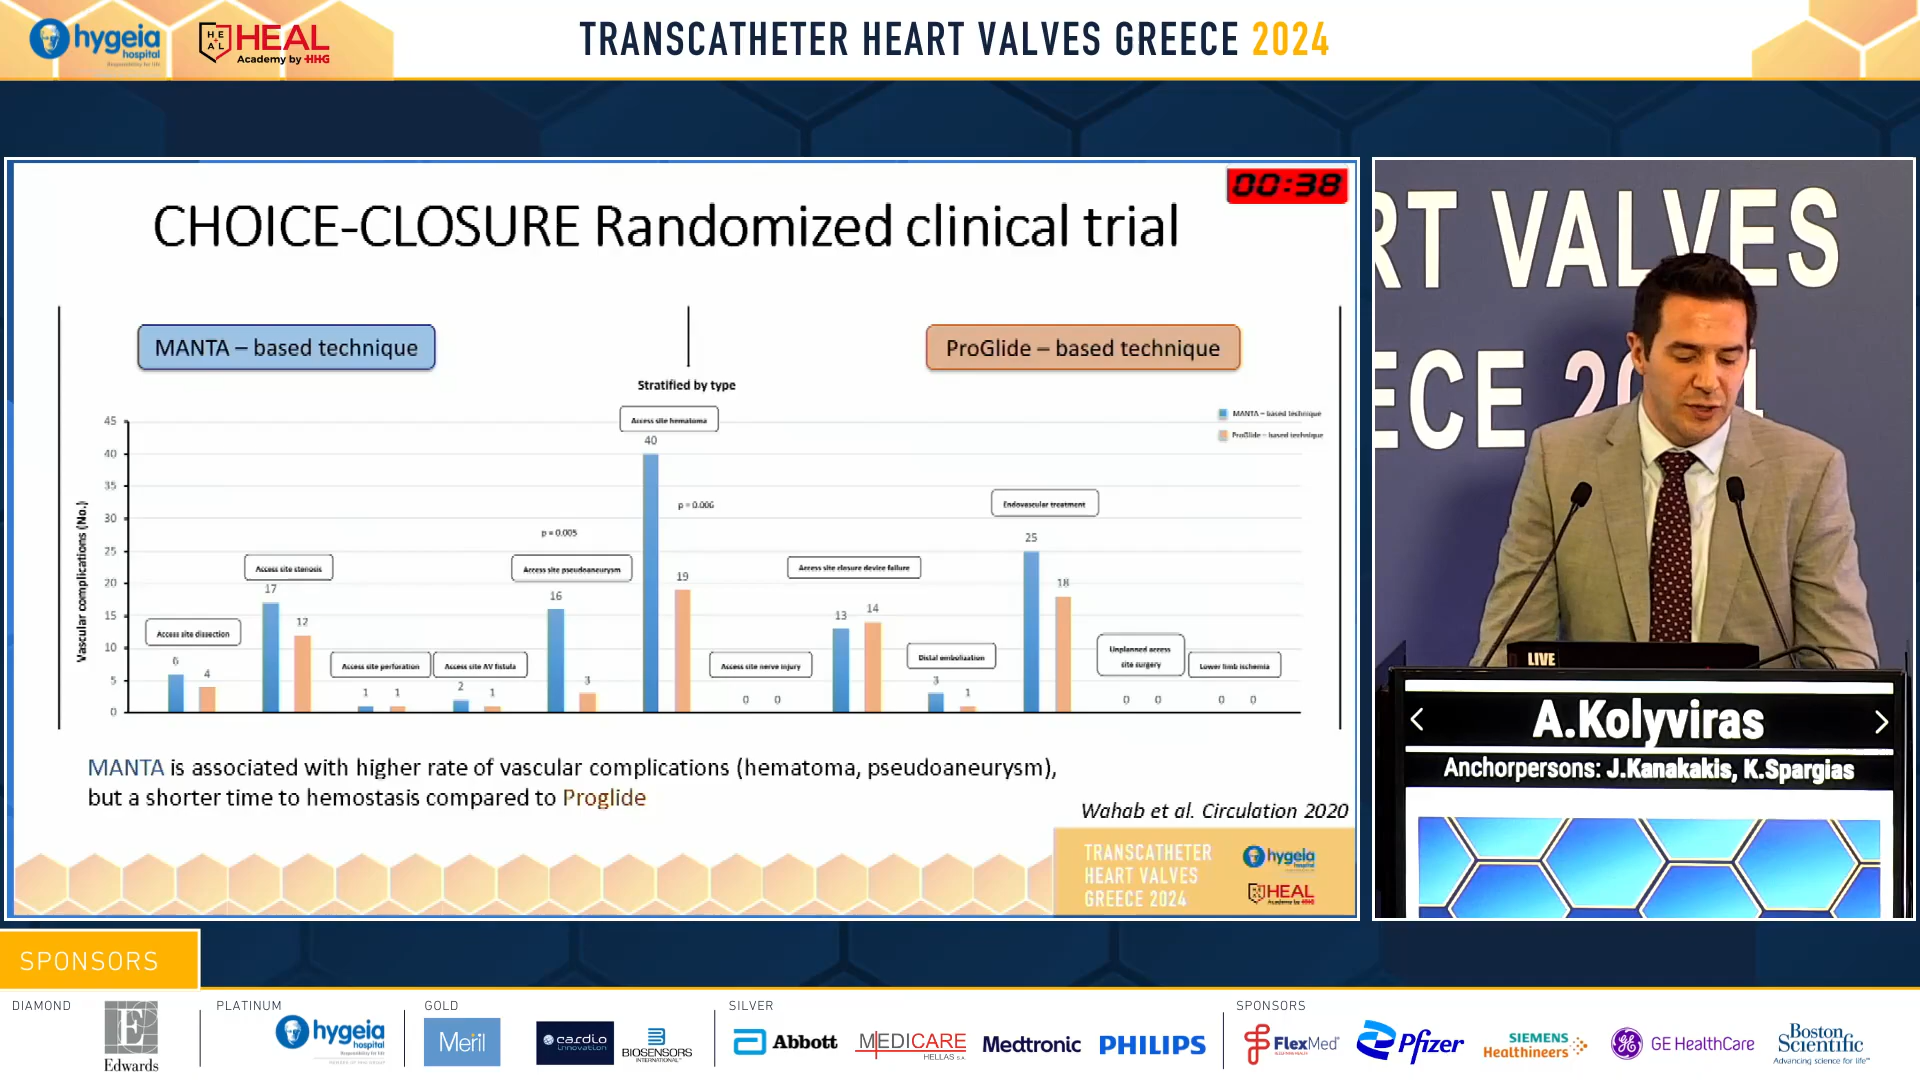 hygeia
hospital
Responsibility for life
HEAL
HEAL
Academy by HHG
TRANSCATHETER HEART VALVES GREECE 2024
00:38
CHOICE-CLOSURE Randomized clinical trial
MANTA – based technique
ProGlide – based technique
Stratified by type
MANTA – based technique
ProGlide – based technique
Vascular complications (No.)
45
40
35
30
25
20
15
10
5
0
Access site dissection
6
4
Access site stenosis
17
12
Access site perforation
1
1
Access site AV fistula
2
1
p = 0.005
Access site pseudoaneurysm
16
3
Access site hematoma
40
p = 0.006
19
Access site nerve injury
0
0
Access site closure device failure
13
14
Distal embolization
3
1
Endovascular treatment
25
18
Unplanned access
site surgery
0
0
Lower limb ischemia
0
0
MANTA is associated with higher rate of vascular complications (hematoma, pseudoaneurysm),
but a shorter time to hemostasis compared to Proglide
Wahab et al. Circulation 2020
TRANSCATHETER
HEART VALVES
GREECE 2024
hygeia
HEAL
RT VALVES
ECE 2
LIVE
A.Kolyviras
Anchorpersons: J.Kanakakis, K.Spargias
SPONSORS
DIAMOND
E
Edwards
PLATINUM
hygeia
hospital
GOLD
Meril
cardio
innovation
BIOSENSORS
INTERNATIONAL
SILVER
Abbott
MEDICARE
HELLAS S.A.
Medtronic
PHILIPS
SPONSORS
FlexMed
Pfizer
SIEMENS
Healthineers
GE HealthCare
Boston
Scientific
Advancing science for life™